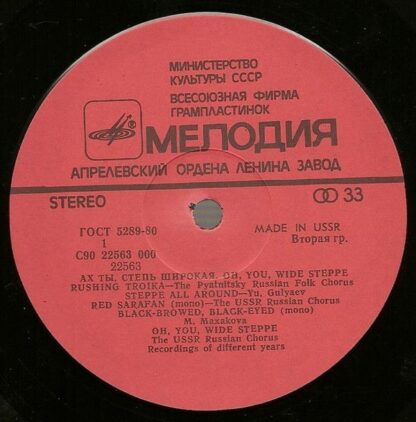 МИНИСТЕРСТВО
КУЛЬТУРЫ СССР
ВСЕСОЮЗНАЯ ФИРМА
ГРАМПЛАСТИНОК
МЕЛОДИЯ
АПРЕЛЕВСКИЙ ОРДЕНА ЛЕНИНА ЗАВОД
STEREO
33
ГОСТ 5289-80
MADE IN USSR
1
Вторая гр.
С90 22563 006
22563
АХ ТЫ, СТЕПЬ ШИРОКАЯ. OH, YOU, WIDE STEPPE
RUSHING TROIKA—The Pyatnitsky Russian Folk Chorus
STEPPE ALL AROUND—Yu. Gulyaev
RED SARAFAN (mono)—The USSR Russian Chorus
BLACK-BROWED, BLACK-EYED (mono)
M. Maxakova
OH, YOU, WIDE STEPPE
The USSR Russian Chorus
Recordings of different years